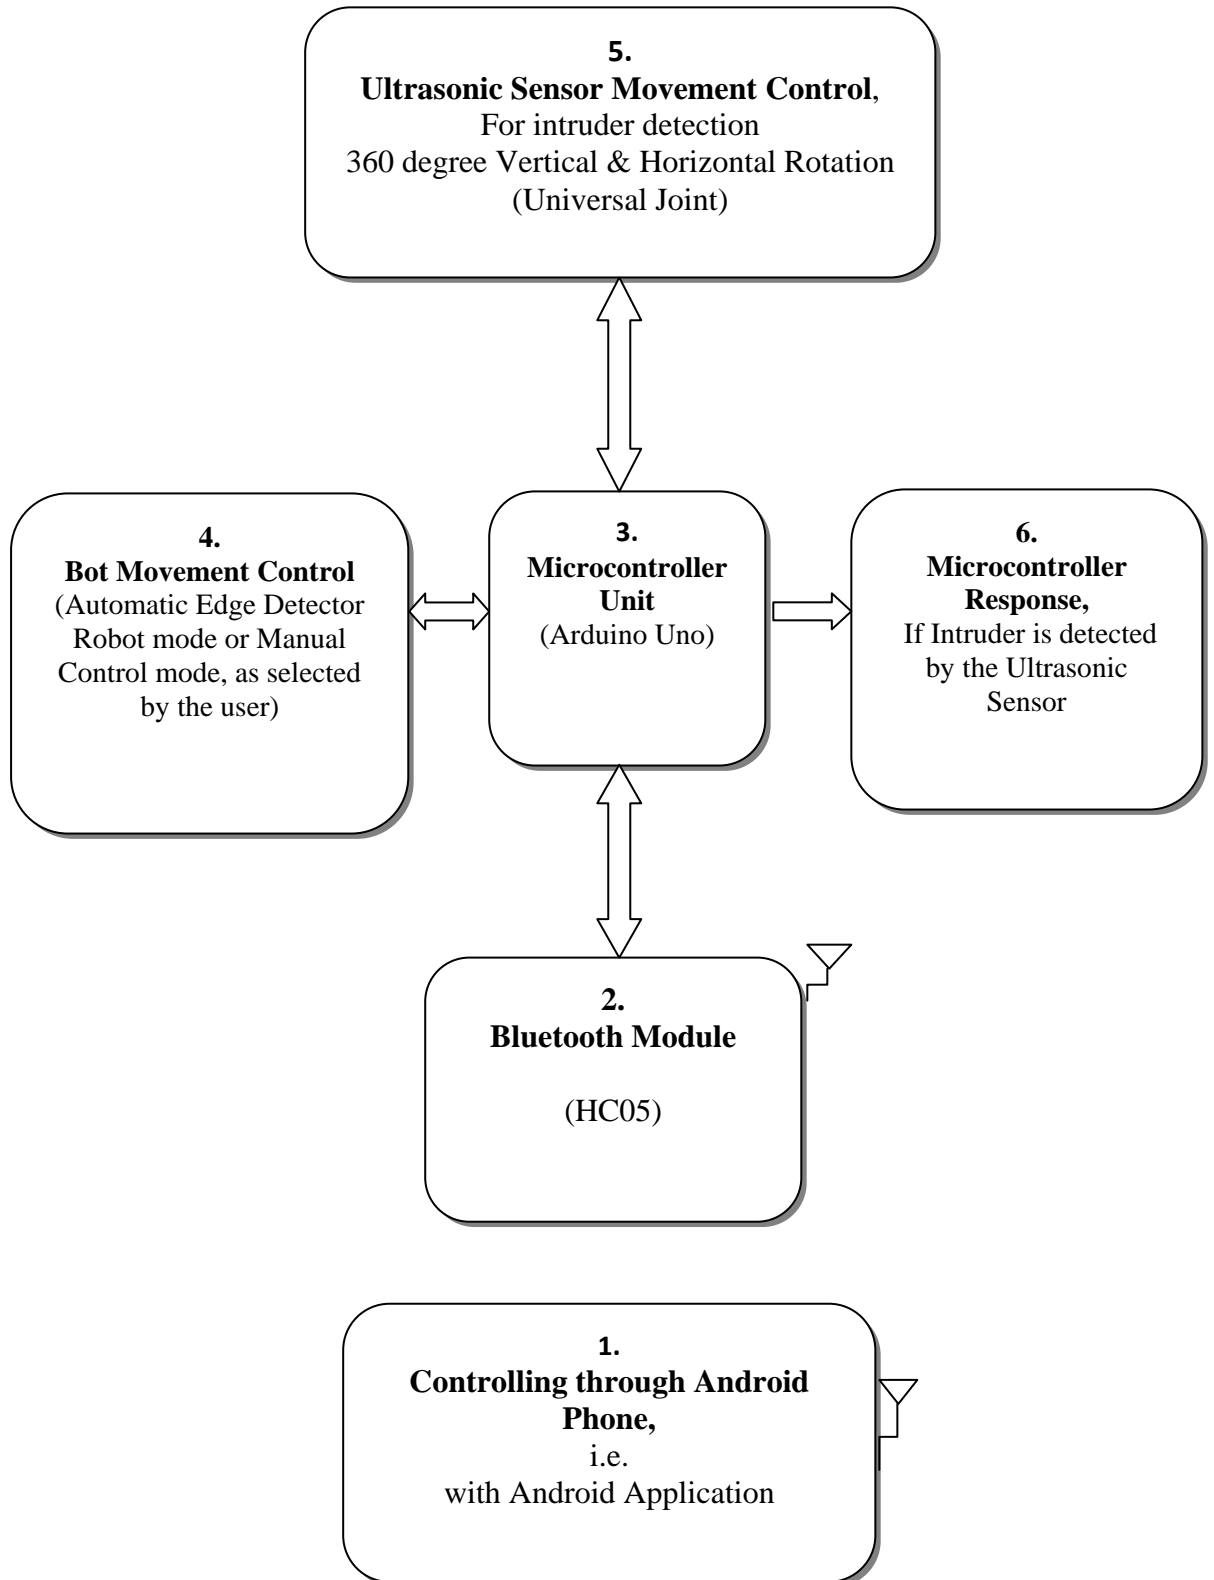 5.
Ultrasonic Sensor Movement Control,
For intruder detection
360 degree Vertical & Horizontal Rotation
(Universal Joint)
4.
Bot Movement Control
(Automatic Edge Detector
Robot mode or Manual
Control mode, as selected
by the user)
3.
Microcontroller
Unit
(Arduino Uno)
6.
Microcontroller
Response,
If Intruder is detected
by the Ultrasonic
Sensor
2.
Bluetooth Module
(HC05)
1.
Controlling through Android
Phone,
i.e.
with Android Application